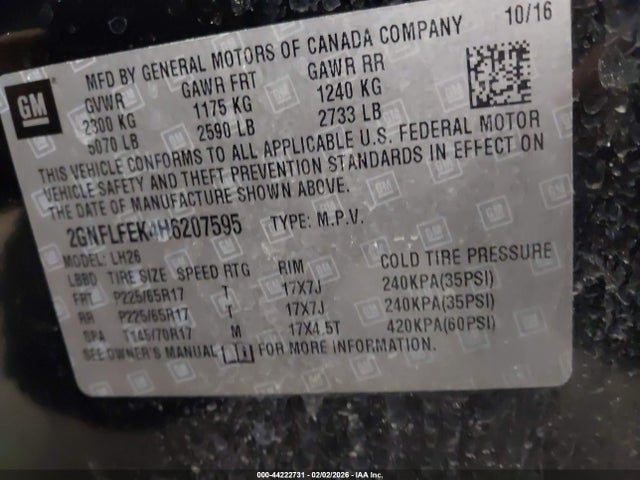 10/16
GM
MFD BY GENERAL MOTORS OF CANADA COMPANY
GVWR GAWR FRT GAWR RR
2300 KG 1175 KG 1240 KG
5070 LB 2590 LB 2733 LB
THIS VEHICLE CONFORMS TO ALL APPLICABLE U.S. FEDERAL MOTOR
VEHICLE SAFETY AND THEFT PREVENTION STANDARDS IN EFFECT ON
THE DATE OF MANUFACTURE SHOWN ABOVE.
2GNFLFEK4H6207595 TYPE: M.P.V.
MODEL: LH26
LBBD TIRE SIZE SPEED RTG RIM COLD TIRE PRESSURE
FRT P225/65R17 T 17X7J 240KPA(35PSI)
RR P225/65R17 T 17X7J 240KPA(35PSI)
SPA T145/70R17 M 17X4.5T 420KPA(60PSI)
SEE OWNER'S MANUAL FOR MORE INFORMATION.
000-44222731 - 02/02/2026 - © IAA Inc.